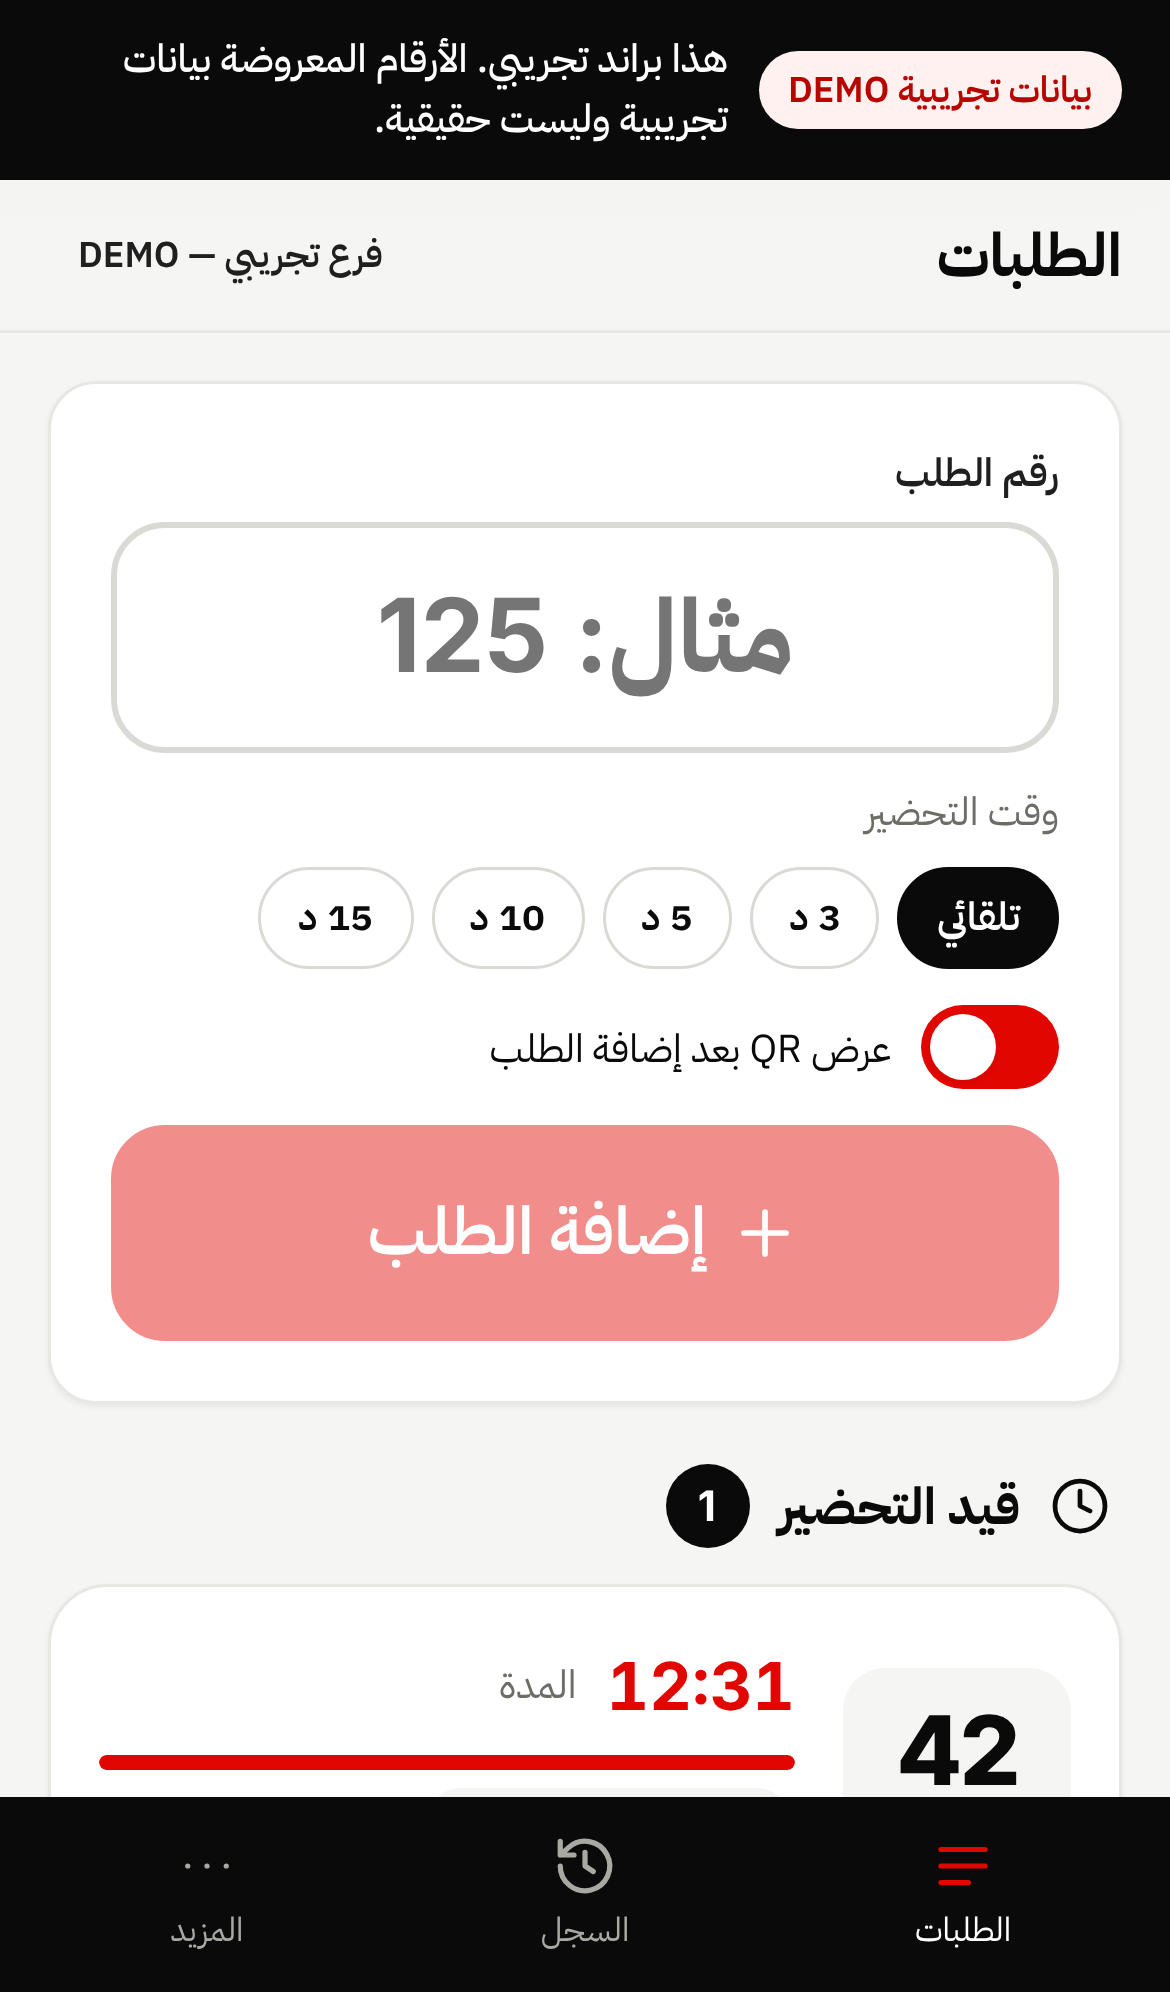 بيانات تجريبية DEMO
هذا براند تجريبي. الأرقام المعروضة بيانات
تجريبية وليست حقيقية.
الطلبات
فرع تجريبي — DEMO
رقم الطلب
مثال: 125
وقت التحضير
تلقائي
3 د
5 د
10 د
15 د
عرض QR بعد إضافة الطلب
+ إضافة الطلب
قيد التحضير
1
42
12:31 المدة
الطلبات
السجل
المزيد